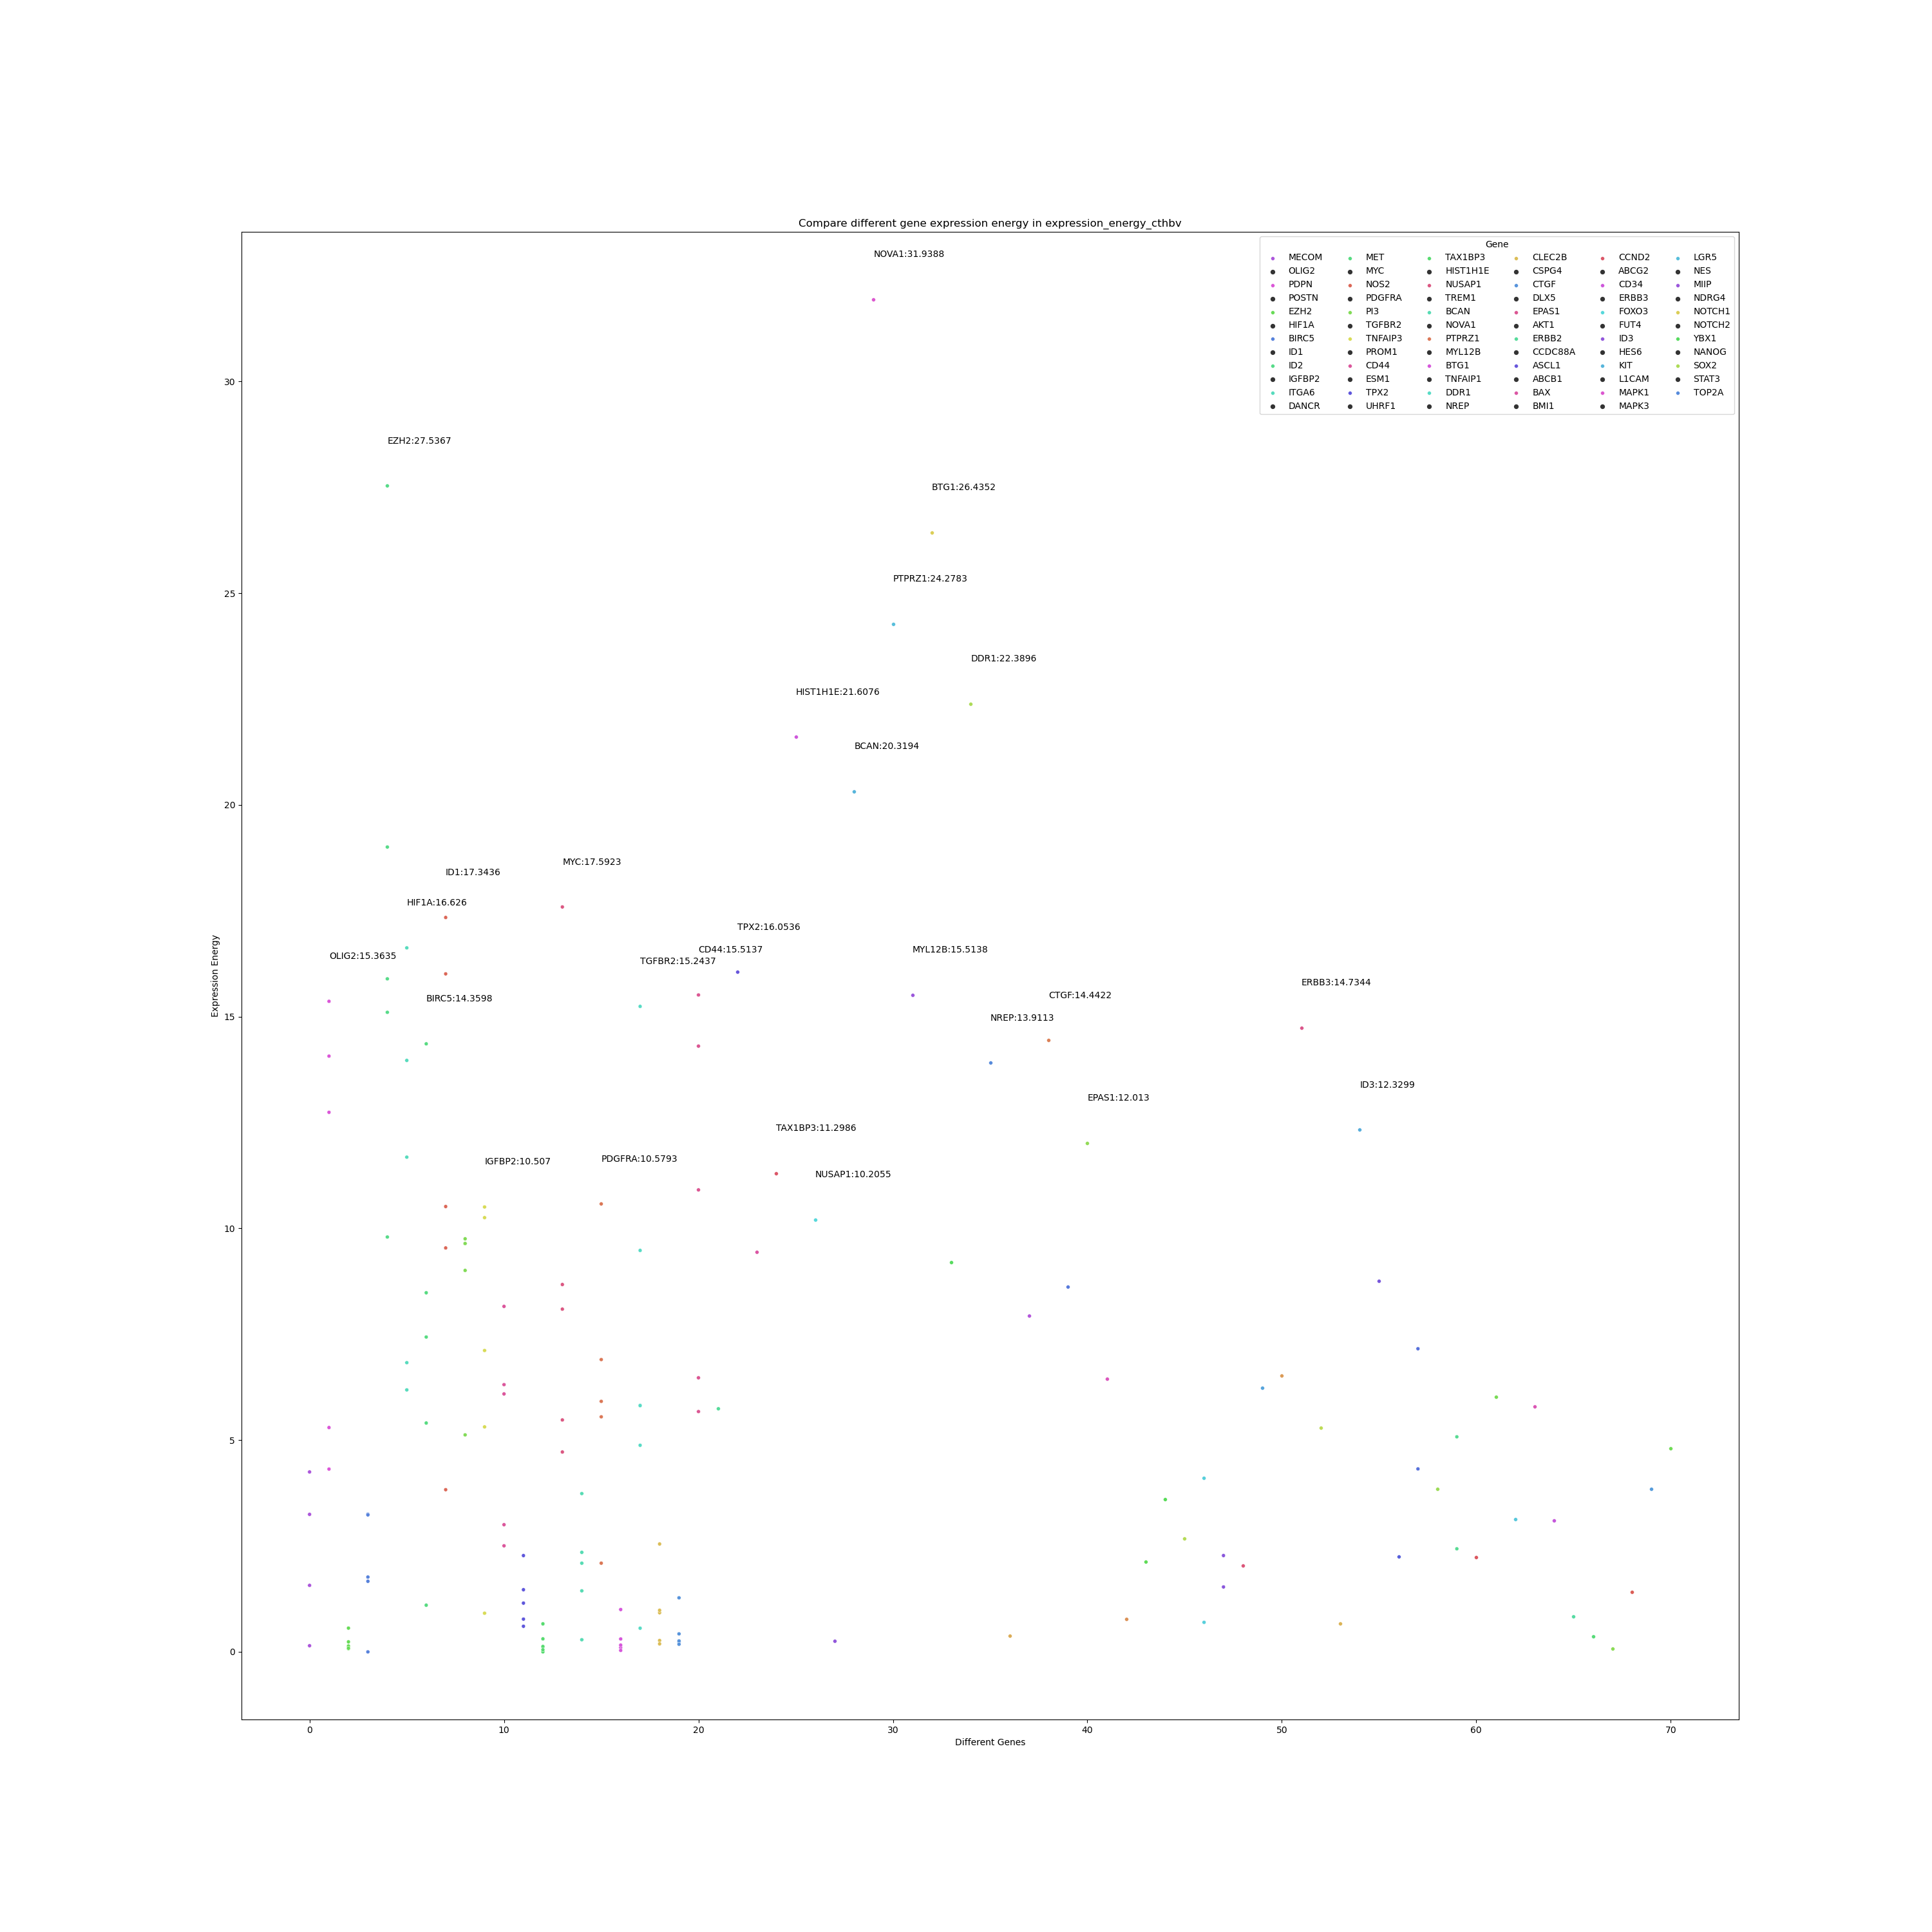 Compare different gene expression energy in expression_energy_cthbv
Gene
MECOM MET TAX1BP3 CLEC2B CCND2 LGR5
OLIG2 MYC HIST1H1E CSPG4 ABCG2 NES
PDPN NOS2 NUSAP1 CTGF CD34 MIIP
POSTN PDGFRA TREM1 DLX5 ERBB3 NDRG4
EZH2 PI3 BCAN EPAS1 FOXO3 NOTCH1
HIF1A TGFBR2 NOVA1 AKT1 FUT4 NOTCH2
BIRC5 TNFAIP3 PTPRZ1 ERBB2 ID3 YBX1
ID1 PROM1 MYL12B CCDC88A HES6 NANOG
ID2 CD44 BTG1 ASCL1 KIT SOX2
IGFBP2 ESM1 TNFAIP1 ABCB1 L1CAM STAT3
ITGA6 TPX2 DDR1 BAX MAPK1 TOP2A
DANCR UHRF1 NREP BMI1 MAPK3
NOVA1:31.9388
EZH2:27.5367
BTG1:26.4352
PTPRZ1:24.2783
DDR1:22.3896
HIST1H1E:21.6076
BCAN:20.3194
MYC:17.5923
ID1:17.3436
HIF1A:16.626
TPX2:16.0536
CD44:15.5137
MYL12B:15.5138
OLIG2:15.3635
TGFBR2:15.2437
ERBB3:14.7344
BIRC5:14.3598
CTGF:14.4422
NREP:13.9113
ID3:12.3299
EPAS1:12.013
TAX1BP3:11.2986
IGFBP2:10.507
PDGFRA:10.5793
NUSAP1:10.2055
Expression Energy
30
25
20
15
10
5
0
0 10 20 30 40 50 60 70
Different Genes